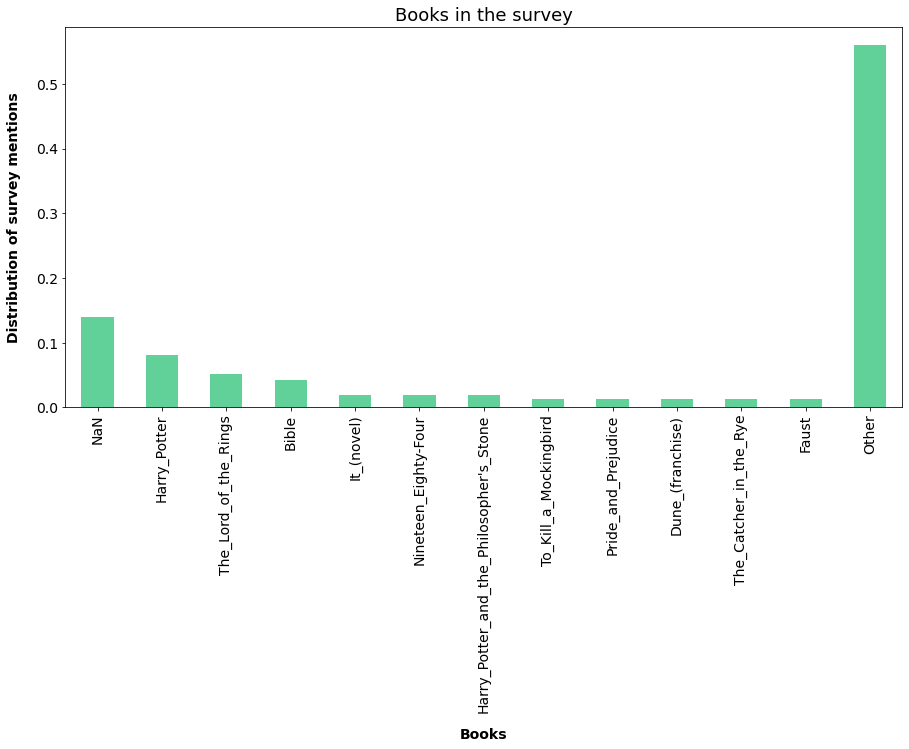 Books in the survey
Distribution of survey mentions
0.5
0.4
0.3
0.2
0.1
0.0
NaN
Harry_Potter
The_Lord_of_the_Rings
Bible
It_(novel)
Nineteen_Eighty-Four
Harry_Potter_and_the_Philosopher's_Stone
To_Kill_a_Mockingbird
Pride_and_Prejudice
Dune_(franchise)
The_Catcher_in_the_Rye
Faust
Other
Books